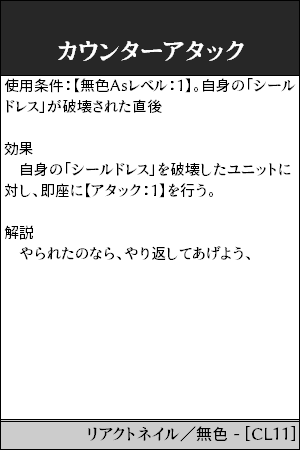 カウンターアタック
使用条件：【無色Asレベル：1】。自身の「シール
ドレス」が破壊された直後
効果
　自身の「シールドレス」を破壊したユニットに
対し、即座に【アタック：1】を行う。
解説
　やられたのなら、やり返してあげよう、
リアクトネイル／無色 - [CL11]